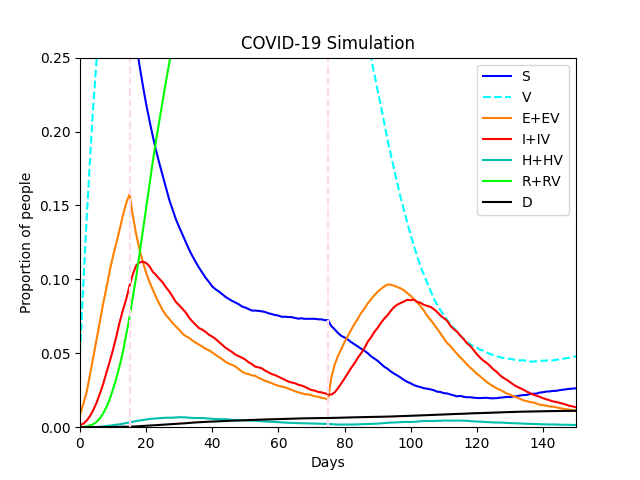 COVID-19 Simulation
Proportion of people
0.25
0.20
0.15
0.10
0.05
0.00
S
V
E+EV
I+IV
H+HV
R+RV
D
0 20 40 60 80 100 120 140
Days